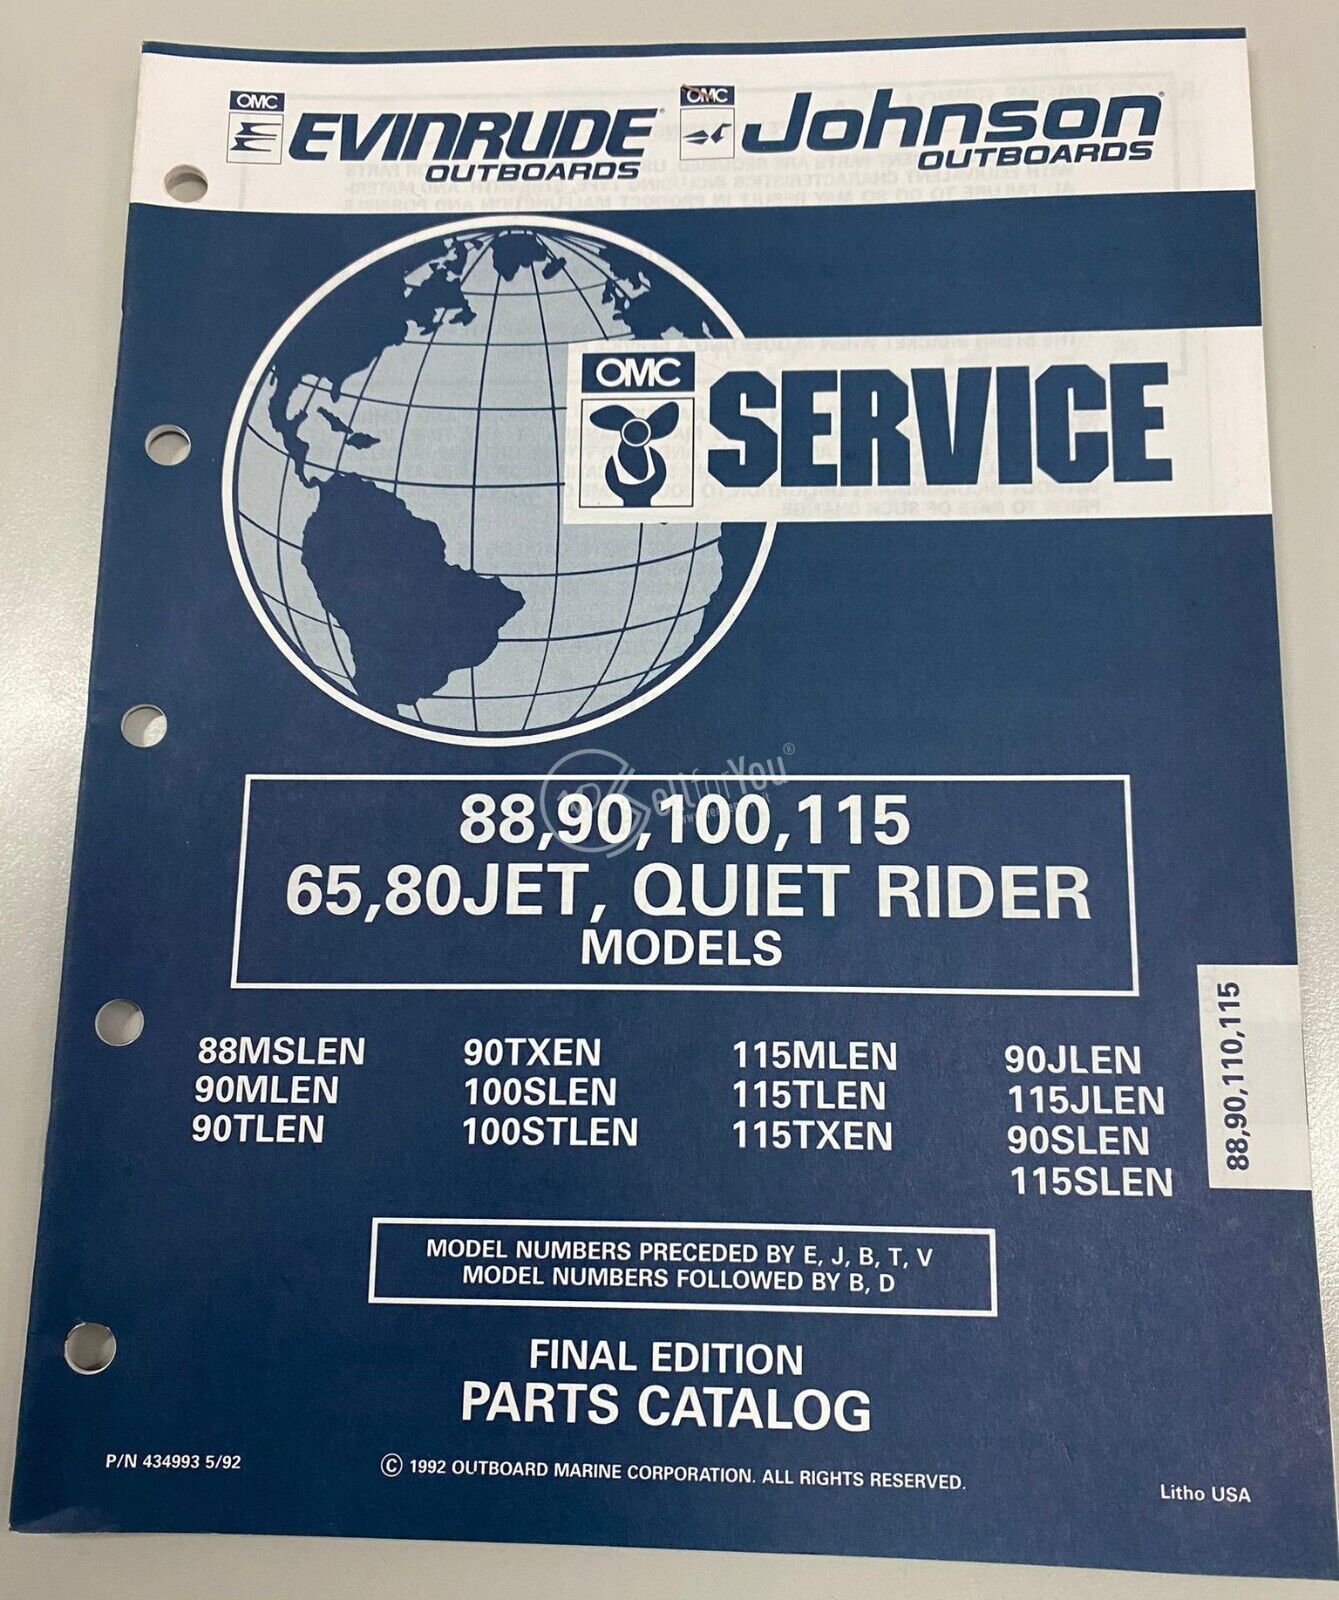 OMC
EVINRUDE®
OUTBOARDS
OMC
Johnson®
OUTBOARDS
OMC
SERVICE
SellforYou®
88,90,100,115
65,80JET, QUIET RIDER
MODELS
88MSLEN 90TXEN 115MLEN 90JLEN
90MLEN 100SLEN 115TLEN 115JLEN
90TLEN 100STLEN 115TXEN 90SLEN
115SLEN
88,90,110,115
MODEL NUMBERS PRECEDED BY E, J, B, T, V
MODEL NUMBERS FOLLOWED BY B, D
FINAL EDITION
PARTS CATALOG
P/N 434993 5/92
© 1992 OUTBOARD MARINE CORPORATION. ALL RIGHTS RESERVED.
Litho USA